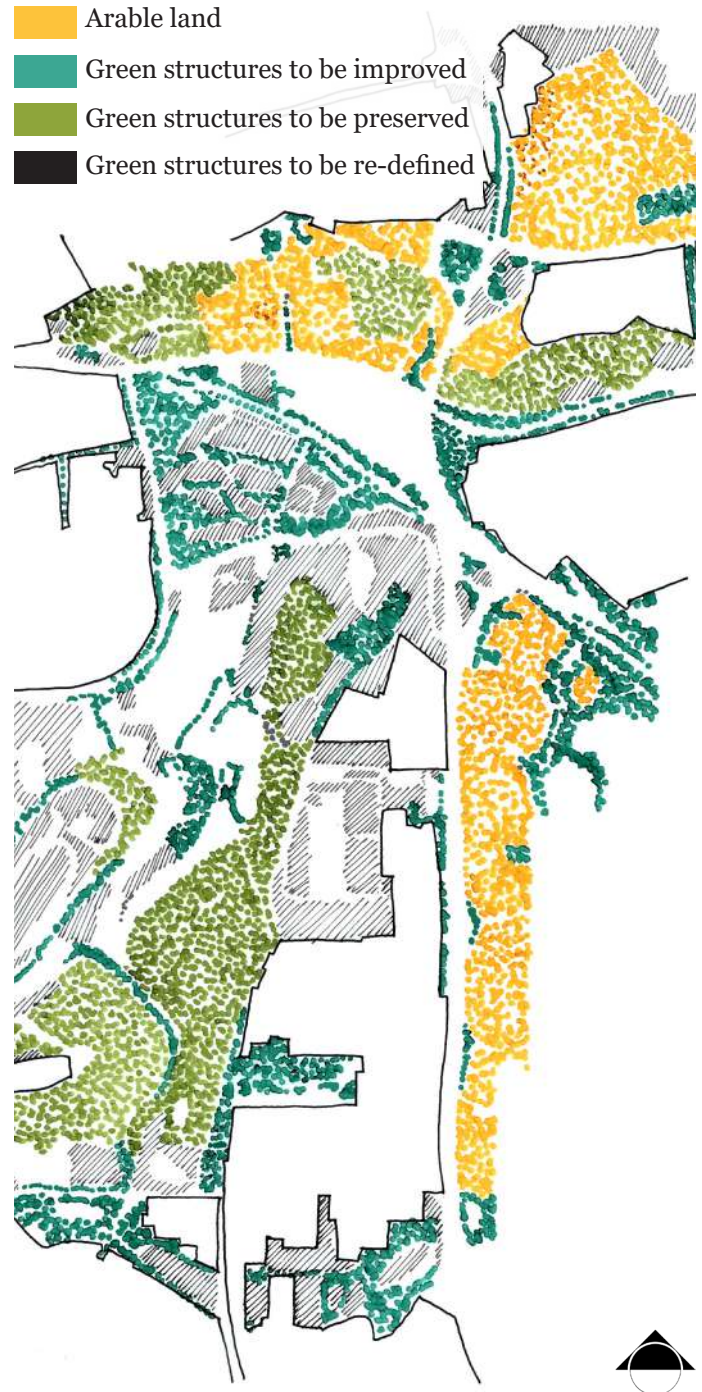 Arable land
Green structures to be improved
Green structures to be preserved
Green structures to be re-defined